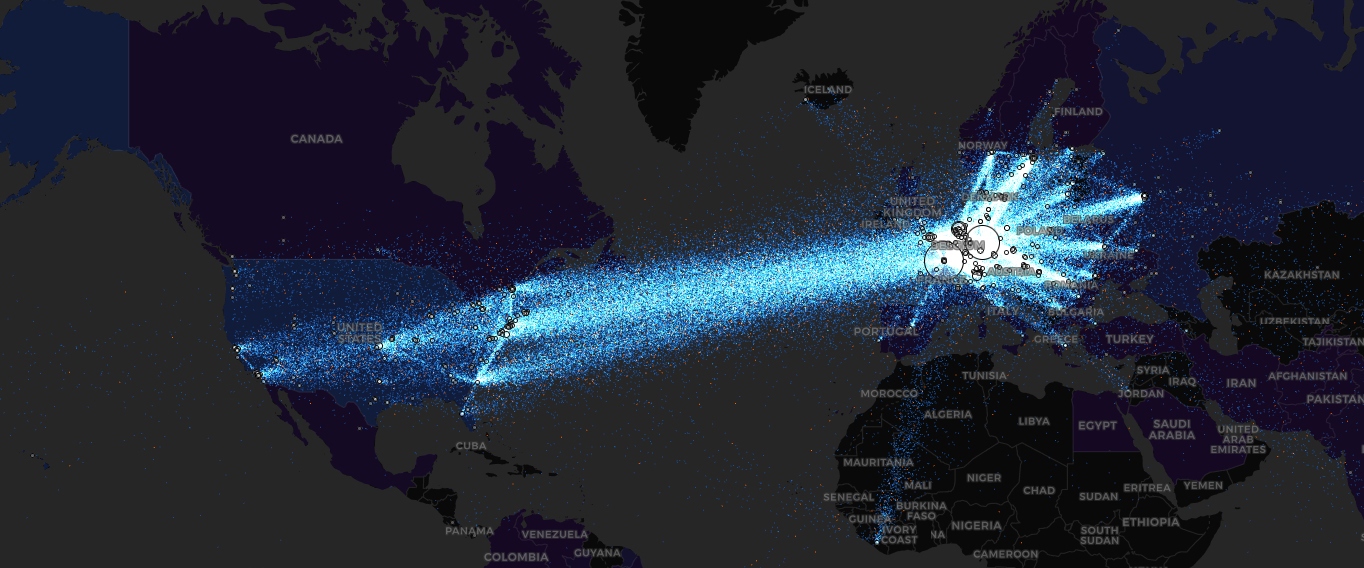 ICELAND
FINLAND
CANADA
NORWAY
UNITED
KINGDOM
IRELAND
BELARUS
POLAND
UKRAINE
AUSTRIA
KAZAKHSTAN
ROMANIA
ITALY
BULGARIA
UZBEKISTAN
UNITED
STATES
PORTUGAL
GREECE
TURKEY
TAJIKISTAN
SYRIA
TUNISIA
IRAQ
IRAN
AFGHANISTAN
MOROCCO
JORDAN
PAKISTAN
ALGERIA
LIBYA
EGYPT
SAUDI
ARABIA
UNITED
ARAB
EMIRATES
CUBA
MAURITANIA
MALI
NIGER
CHAD
ERITREA
YEMEN
SENEGAL
SUDAN
BURKINA
FASO
GUINEA
IVORY
COAST
NA
NIGERIA
ETHIOPIA
SOUTH
SUDAN
PANAMA
VENEZUELA
GUYANA
COLOMBIA
CAMEROON